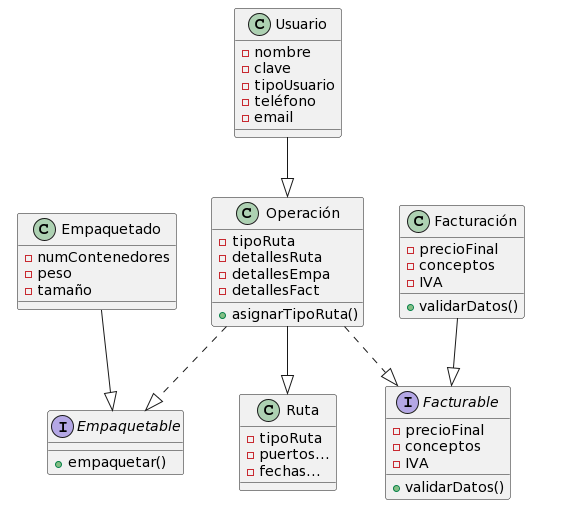 C Usuario
nombre
clave
tipoUsuario
teléfono
email
C Empaquetado
numContenedores
peso
tamaño
C Operación
tipoRuta
detallesRuta
detallesEmpa
detallesFact
asignarTipoRuta()
C Facturación
precioFinal
conceptos
IVA
validarDatos()
I Empaquetable
empaquetar()
C Ruta
tipoRuta
puertos...
fechas...
I Facturable
precioFinal
conceptos
IVA
validarDatos()